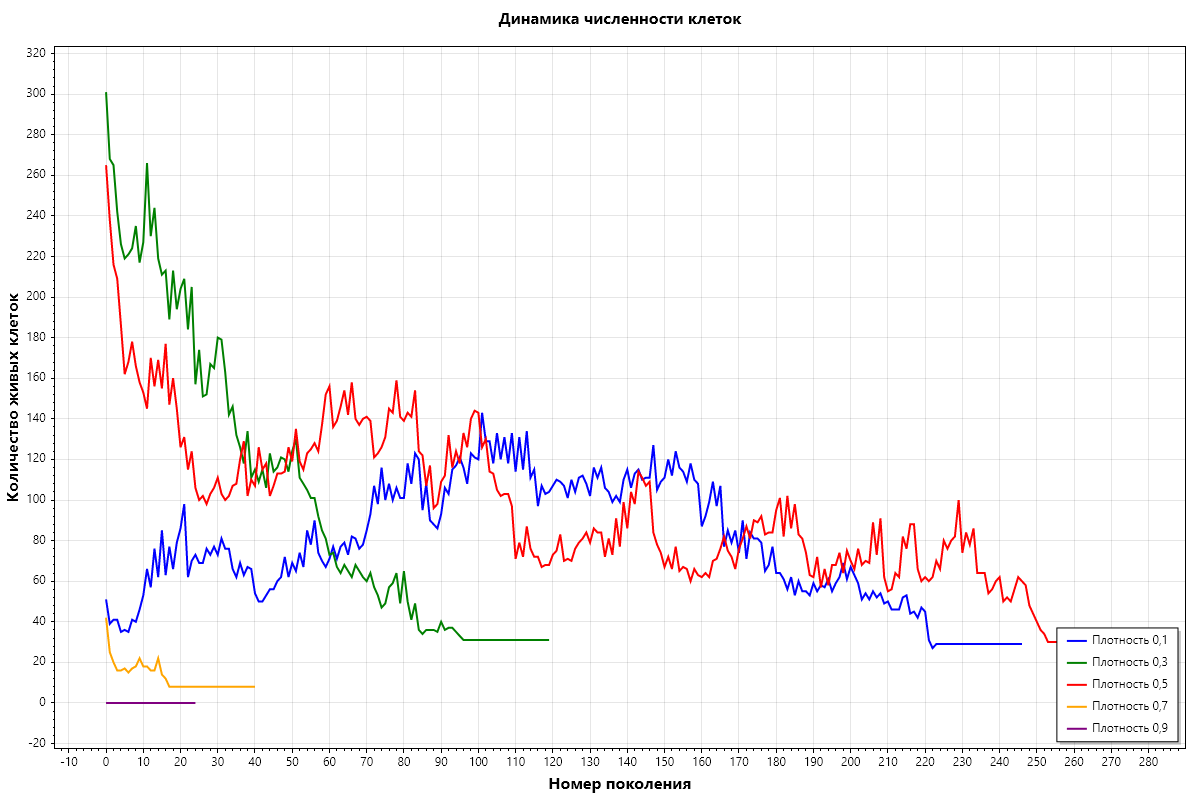 Динамика численности клеток
Колличество живых клеток
320
300
280
260
240
220
200
180
160
140
120
100
80
60
40
20
0
-20
-10 0 10 20 30 40 50 60 70 80 90 100 110 120 130 140 150 160 170 180 190 200 210 220 230 240 250 260 270 280
Номер поколения
Плотность 0,1
Плотность 0,3
Плотность 0,5
Плотность 0,7
Плотность 0,9